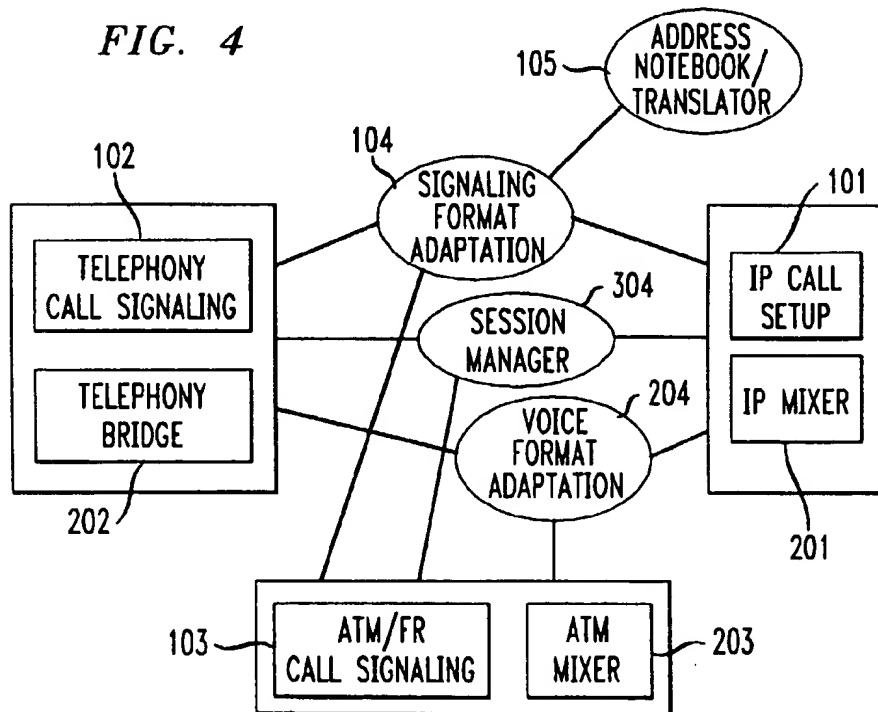 FIG. 4
ADDRESS
NOTEBOOK/
TRANSLATOR
105
104
SIGNALING
FORMAT
ADAPTATION
102
TELEPHONY
CALL SIGNALING
101
IP CALL
SETUP
304
SESSION
MANAGER
TELEPHONY
BRIDGE
202
204
VOICE
FORMAT
ADAPTATION
IP MIXER
201
103
ATM/FR
CALL SIGNALING
ATM
MIXER
203